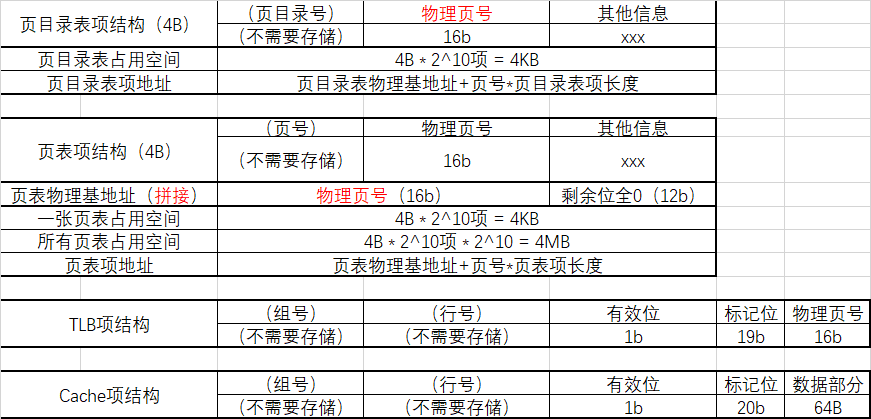 页目录表项结构（4B） （页目录号） 物理页号 其他信息
（不需要存储） 16b xxx
页目录表占用空间 4B * 2^10项 = 4KB
页目录表项地址 页目录表物理基地址+页号*页目录表项长度
页表项结构（4B） （页号） 物理页号 其他信息
（不需要存储） 16b xxx
页表物理基地址（拼接） 物理页号（16b） 剩余位全0（12b）
一张页表占用空间 4B * 2^10项 = 4KB
所有页表占用空间 4B * 2^10项 * 2^10 = 4MB
页表项地址 页表物理基地址+页号*页表项长度
TLB项结构 （组号） （行号） 有效位 标记位 物理页号
（不需要存储） （不需要存储） 1b 19b 16b
Cache项结构 （组号） （行号） 有效位 标记位 数据部分
（不需要存储） （不需要存储） 1b 20b 64B